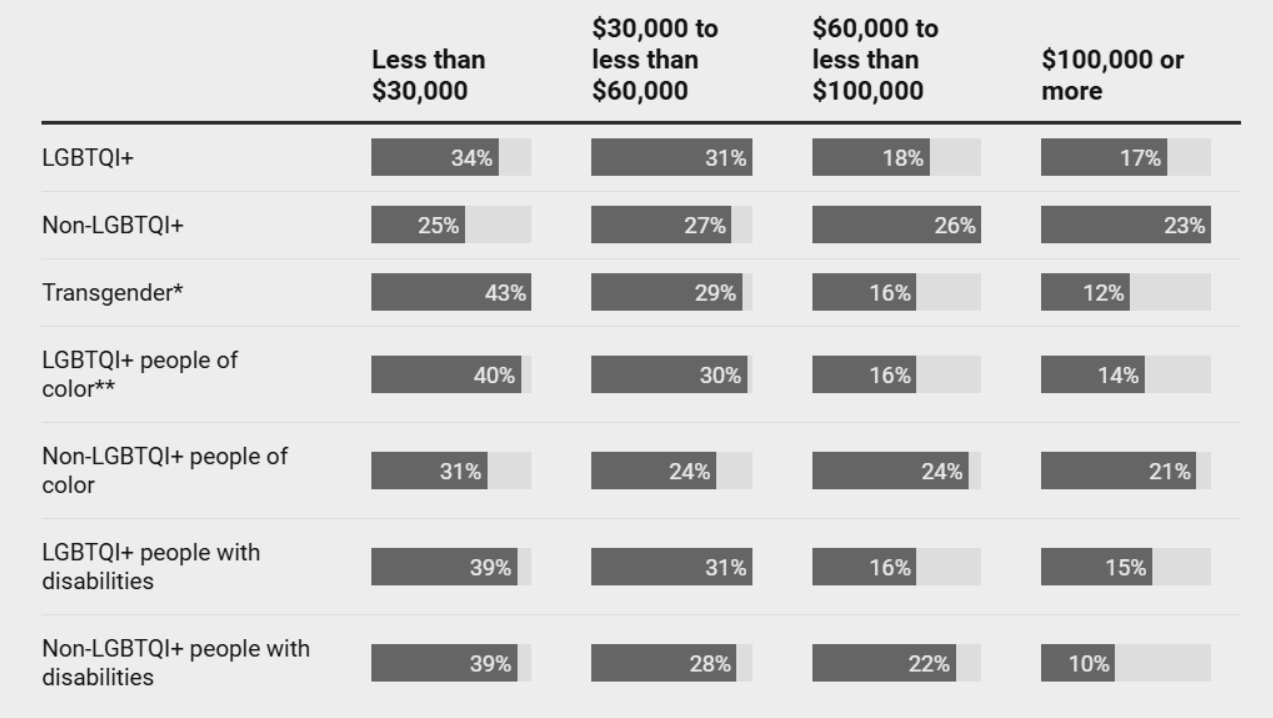 Less than
$30,000
$30,000 to
less than
$60,000
$60,000 to
less than
$100,000
$100,000 or
more
LGBTQI+
34%
31%
18%
17%
Non-LGBTQI+
25%
27%
26%
23%
Transgender*
43%
29%
16%
12%
LGBTQI+ people of
color**
40%
30%
16%
14%
Non-LGBTQI+ people of
color
31%
24%
24%
21%
LGBTQI+ people with
disabilities
39%
31%
16%
15%
Non-LGBTQI+ people with
disabilities
39%
28%
22%
10%